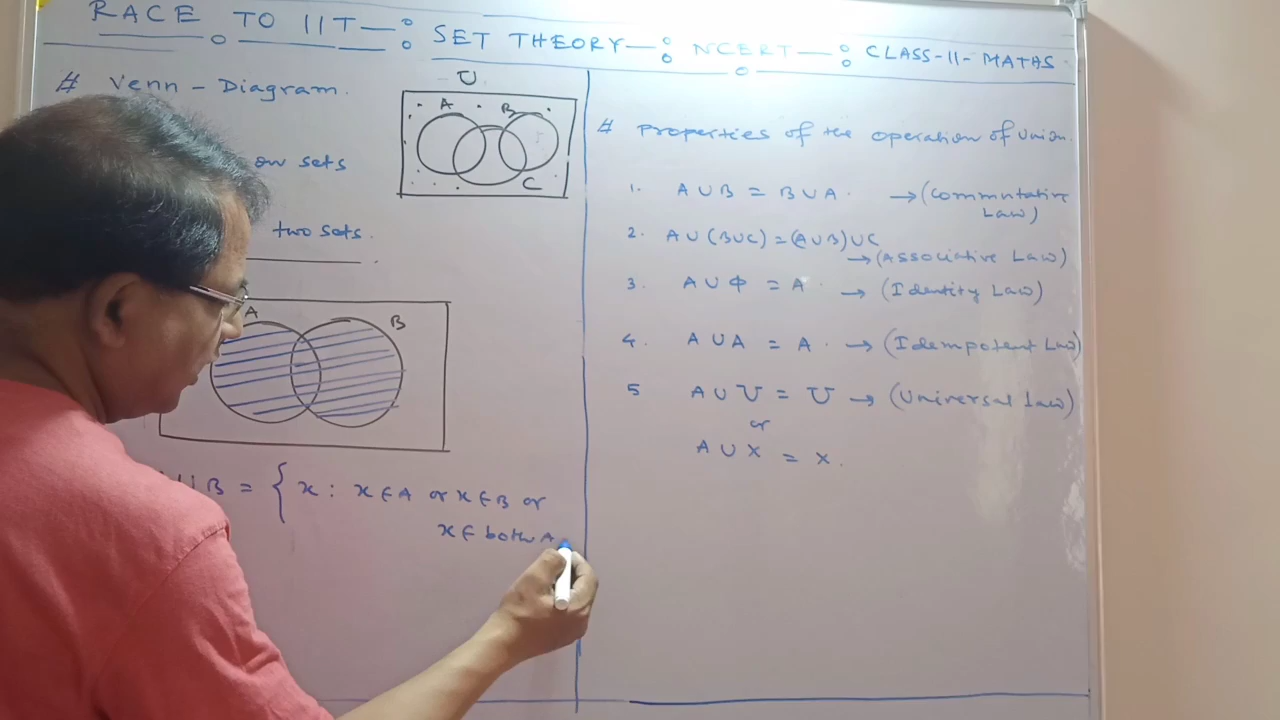 RACE TO IIT — SET THEORY — NCERT — CLASS-11-MATHS
# Venn - Diagram.
U
A B
C
on sets
two sets.
A
B
∪ B = { x : x ∈ A or x ∈ B or
x ∈ both A
# Properties of the operation of union.
1. A ∪ B = B ∪ A. → (Commutative Law)
2. A ∪ (B ∪ C) = (A ∪ B) ∪ C
→ (Associative Law)
3. A ∪ Φ = A. → (Identity Law)
4. A ∪ A = A. → (Idempotent Law)
5 A ∪ U = U → (Universal Law)
or
A ∪ X = X.